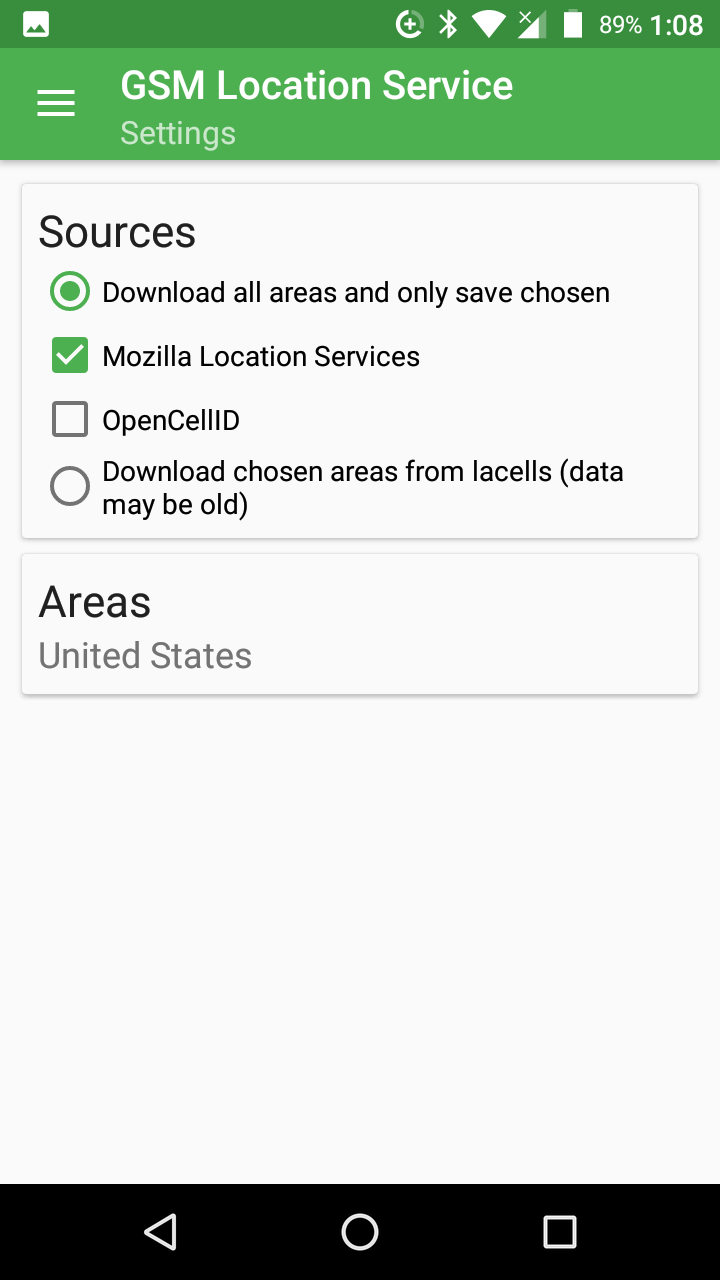 89% 1:08
GSM Location Service
Settings
Sources
Download all areas and only save chosen
Mozilla Location Services
OpenCellID
Download chosen areas from lacells (data
may be old)
Areas
United States